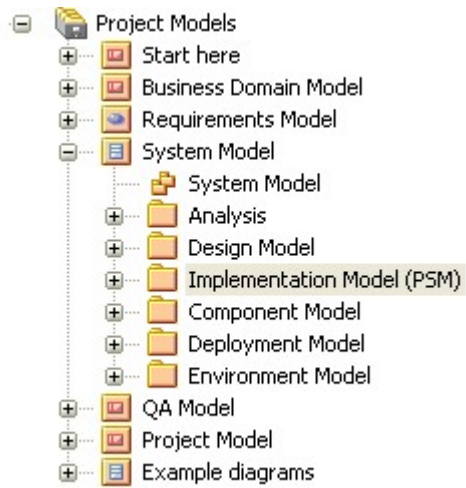 Project Models
Start here
Business Domain Model
Requirements Model
System Model
System Model
Analysis
Design Model
Implementation Model (PSM)
Component Model
Deployment Model
Environment Model
QA Model
Project Model
Example diagrams